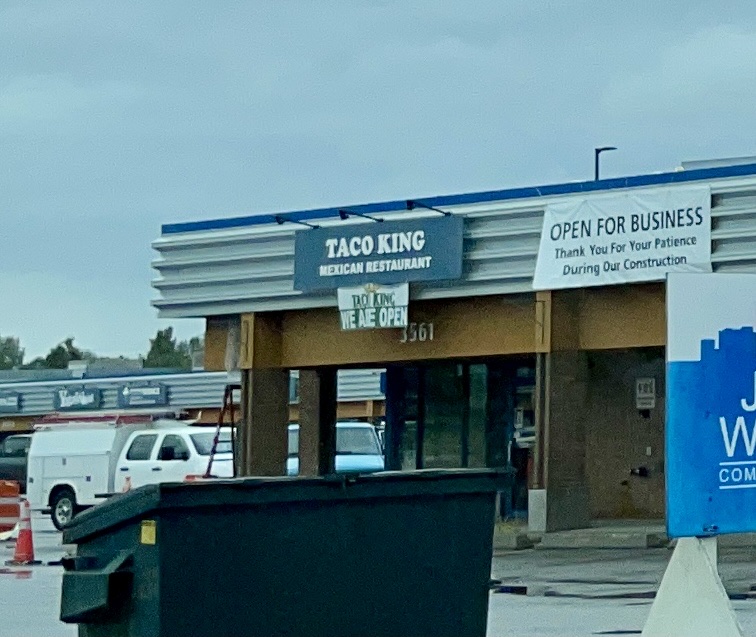 TACO KING
MEXICAN RESTAURANT
TACO KING
WE ARE OPEN
3561
OPEN FOR BUSINESS
Thank You For Your Patience
During Our Construction
J
W
COM